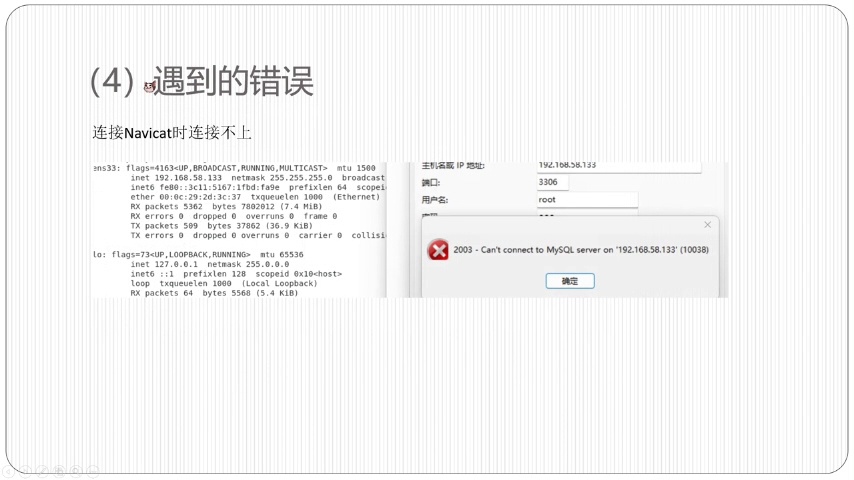 (4) 遇到的错误
连接Navicat时连接不上
ens33: flags=4163<UP,BROADCAST,RUNNING,MULTICAST> mtu 1500
inet 192.168.58.133 netmask 255.255.255.0 broadcast
inet6 fe80::3c11:5167:1fbd:fa9e prefixlen 64 scopei
ether 00:0c:29:2d:3c:37 txqueuelen 1000 (Ethernet)
RX packets 5362 bytes 7802012 (7.4 MiB)
RX errors 0 dropped 0 overruns 0 frame 0
TX packets 509 bytes 37862 (36.9 KiB)
TX errors 0 dropped 0 overruns 0 carrier 0 collisi
lo: flags=73<UP,LOOPBACK,RUNNING> mtu 65536
inet 127.0.0.1 netmask 255.0.0.0
inet6 ::1 prefixlen 128 scopeid 0x10<host>
loop txqueuelen 1000 (Local Loopback)
RX packets 64 bytes 5568 (5.4 KiB)
主机名或 IP 地址: 192.168.58.133
端口: 3306
用户名: root
2003 - Can't connect to MySQL server on '192.168.58.133' (10038)
确定